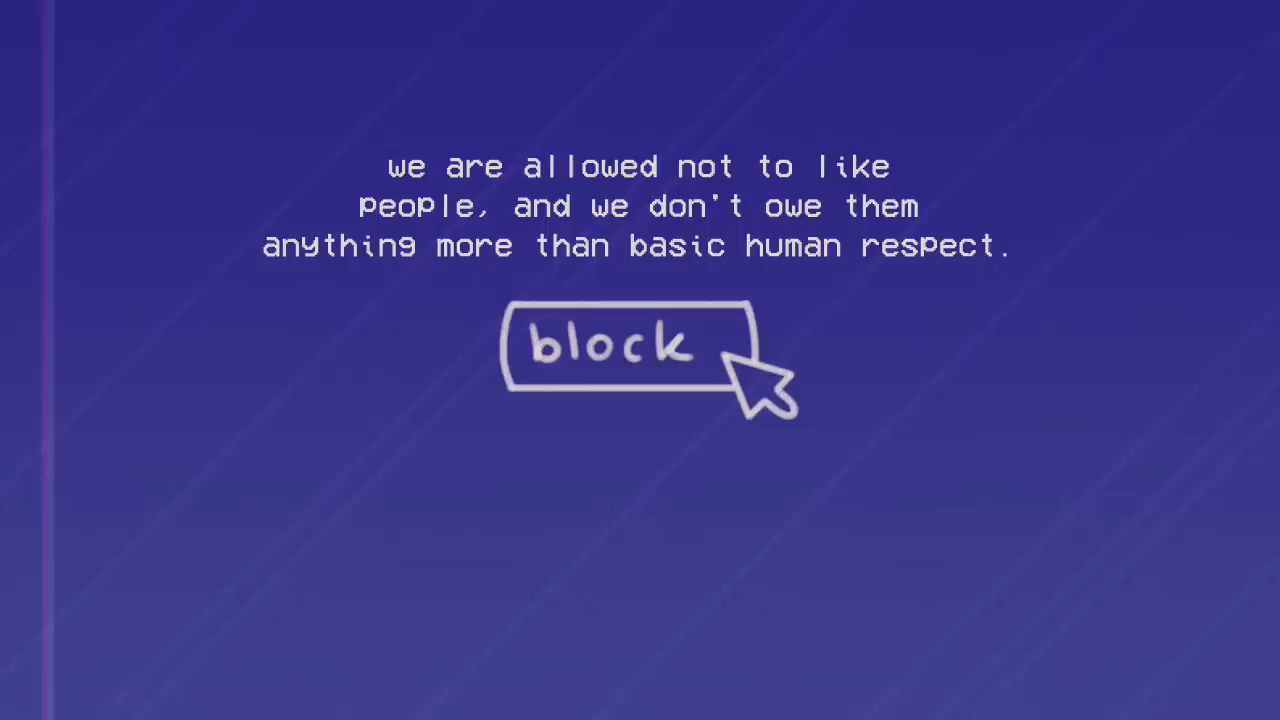 we are allowed not to like
people, and we don't owe them
anything more than basic human respect.
block